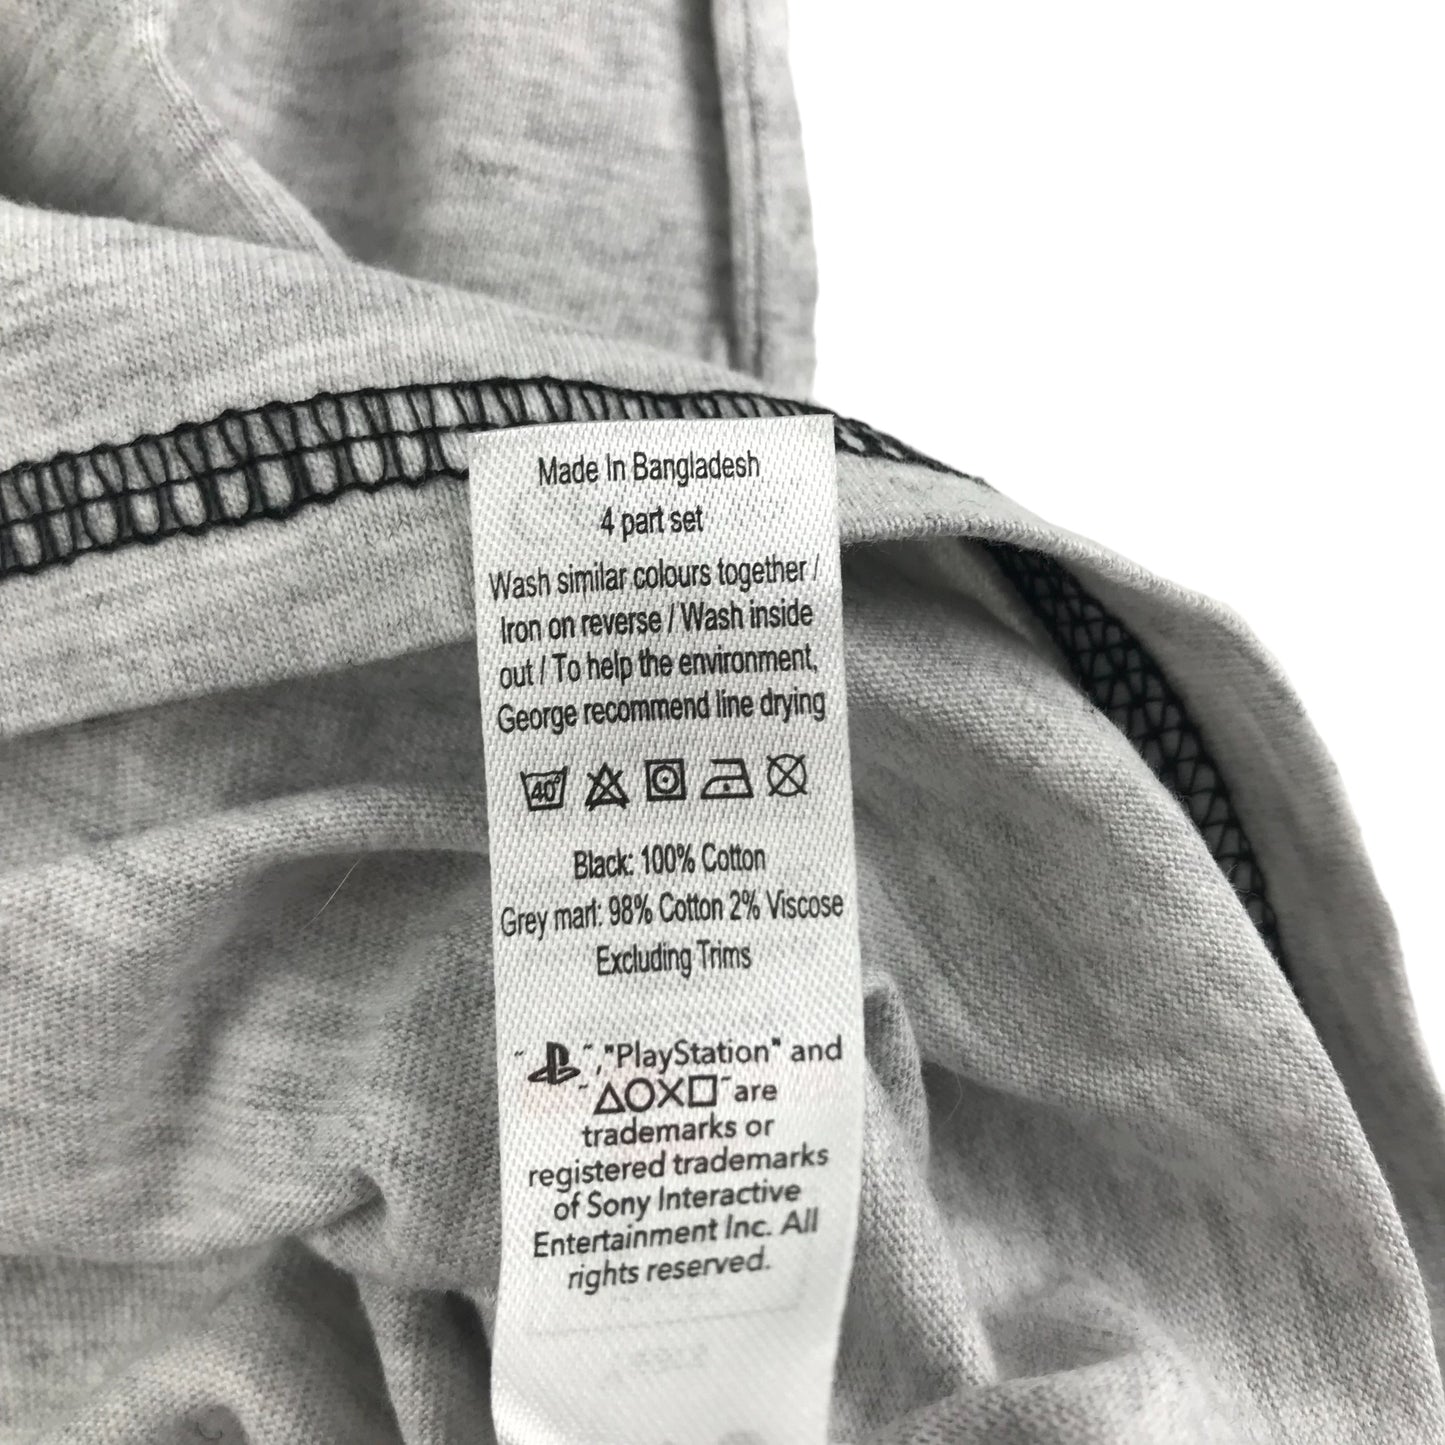 Made In Bangladesh
4 part set
Wash similar colours together /
Iron on reverse / Wash inside
out / To help the environment,
George recommend line drying
40°
Black: 100% Cotton
Grey marl: 98% Cotton 2% Viscose
Excluding Trims
"PlayStation" and
"△○✕□" are
trademarks or
registered trademarks
of Sony Interactive
Entertainment Inc. All
rights reserved.